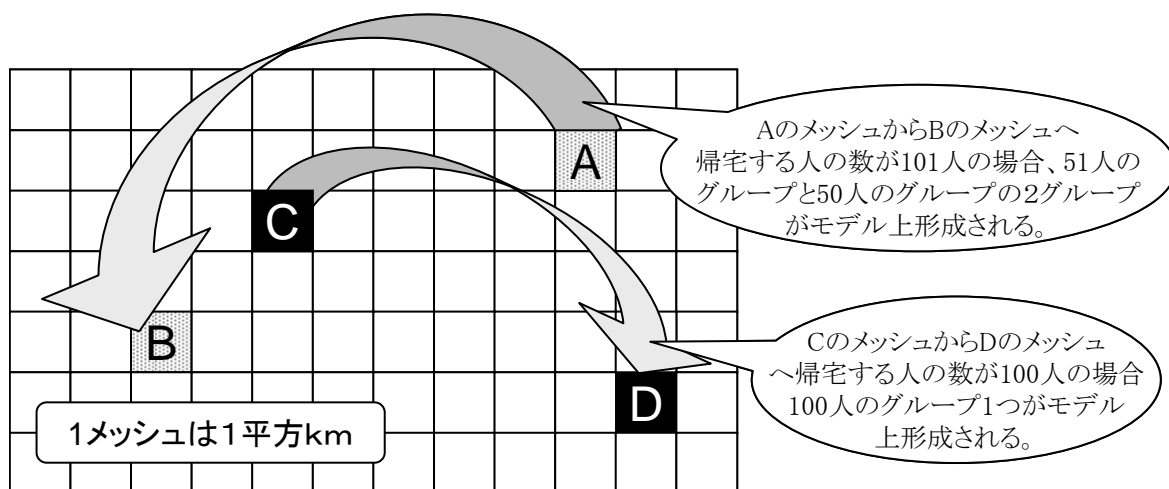 AのメッシュからBのメッシュへ
帰宅する人の数が101人の場合、51人の
グループと50人のグループの2グループ
がモデル上形成される。
A
C
B
CのメッシュからDのメッシュ
へ帰宅する人の数が100人の場合
100人のグループ1つがモデル
上形成される。
D
1メッシュは1平方km